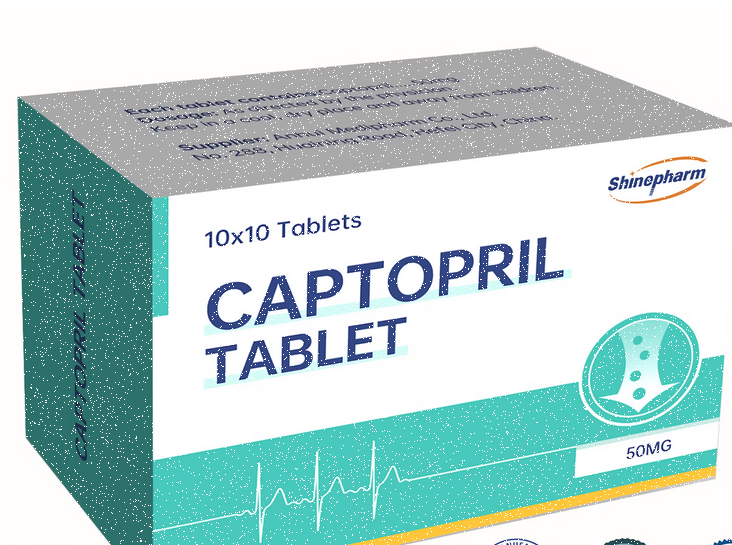 Each tablet contains:Captopril....50mg
Dosage: As directed by the physician
Keep in a cool, dry place and away from children.
Supplier: Anhui Medipharm Co., Ltd.
No. 288, Huaining Road, Hefei City, China.
Shinepharm
10x10 Tablets
CAPTOPRIL
TABLET
CAPTOPRIL TABLET
50MG